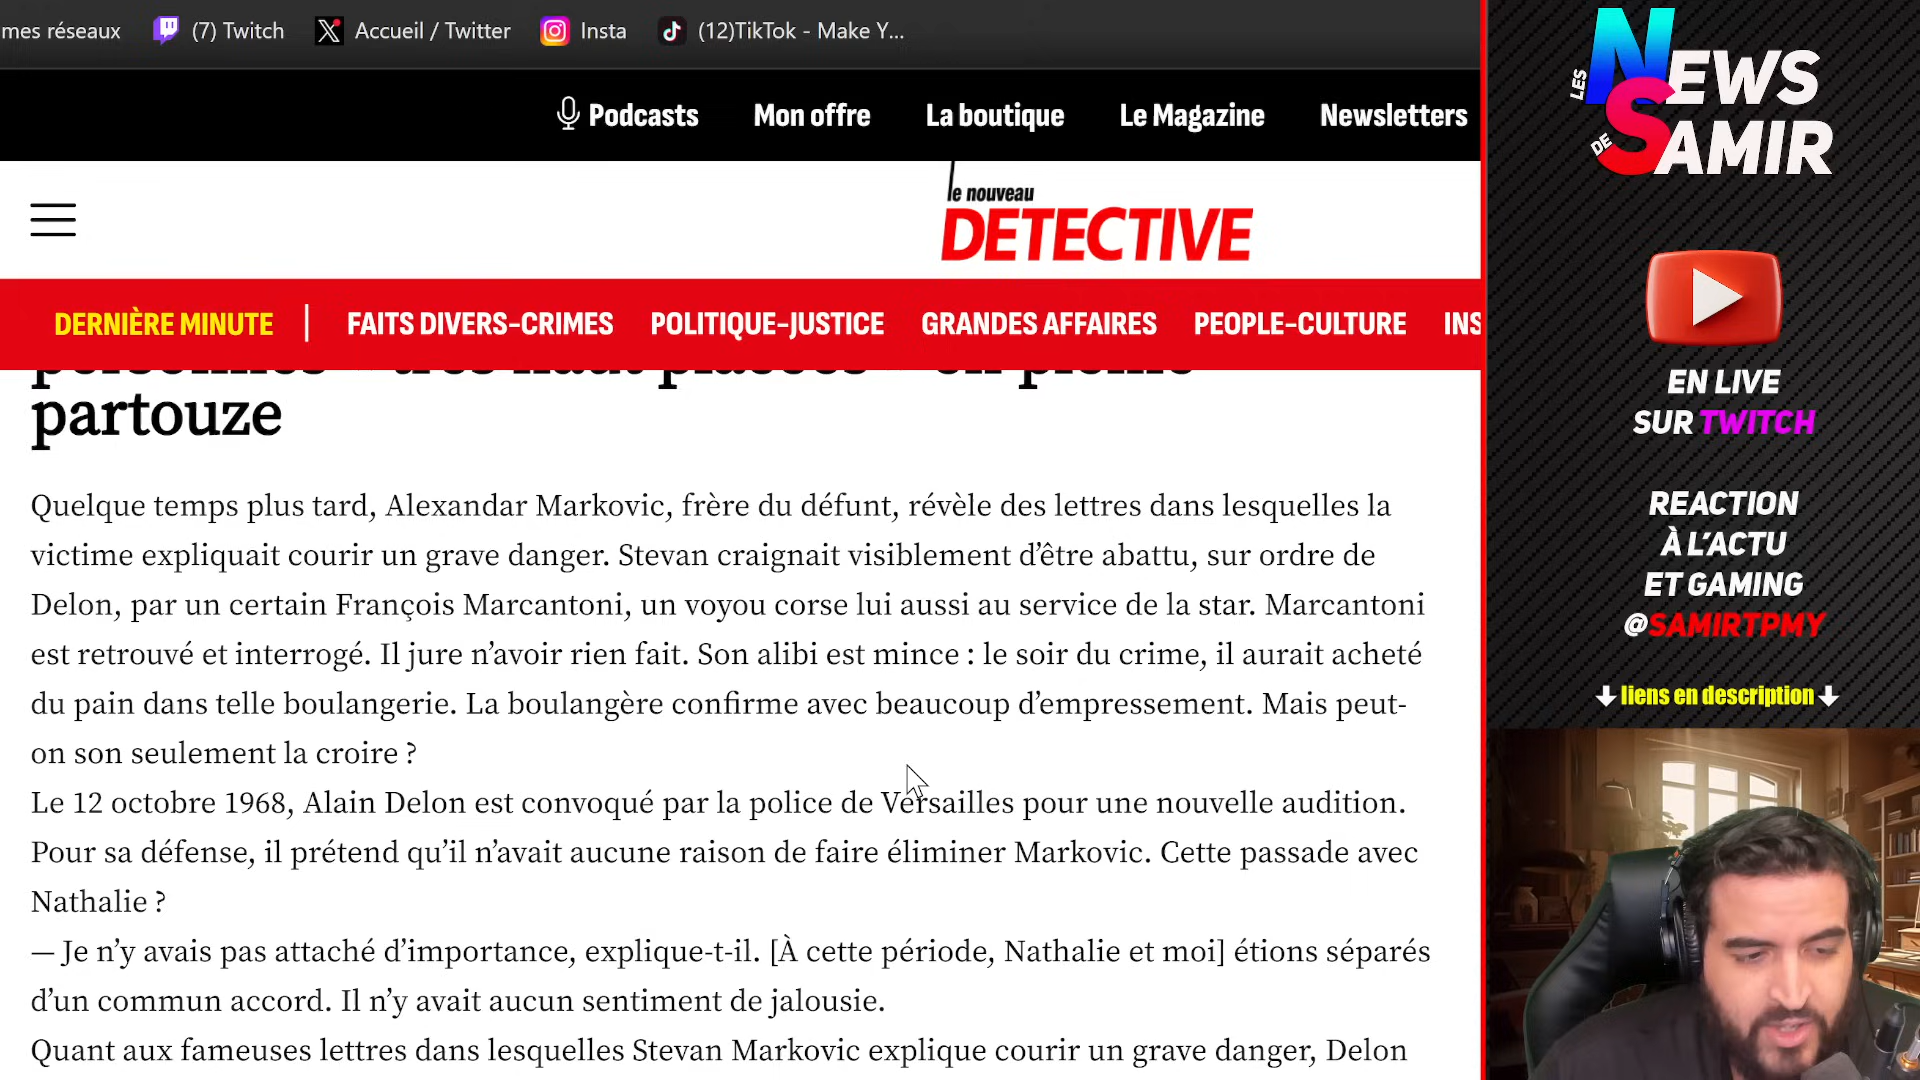 mes réseaux
(7) Twitch
Accueil / Twitter
Insta
(12)TikTok - Make Y...
Podcasts
Mon offre
La boutique
Le Magazine
Newsletters
le nouveau
DETECTIVE
DERNIÈRE MINUTE
FAITS DIVERS-CRIMES
POLITIQUE-JUSTICE
GRANDES AFFAIRES
PEOPLE-CULTURE
INS
personnes « très haut placées » en pleine
partouze
Quelque temps plus tard, Alexandar Markovic, frère du défunt, révèle des lettres dans lesquelles la
victime expliquait courir un grave danger. Stevan craignait visiblement d’être abattu, sur ordre de
Delon, par un certain François Marcantoni, un voyou corse lui aussi au service de la star. Marcantoni
est retrouvé et interrogé. Il jure n’avoir rien fait. Son alibi est mince : le soir du crime, il aurait acheté
du pain dans telle boulangerie. La boulangère confirme avec beaucoup d’empressement. Mais peut-
on son seulement la croire ?
Le 12 octobre 1968, Alain Delon est convoqué par la police de Versailles pour une nouvelle audition.
Pour sa défense, il prétend qu’il n’avait aucune raison de faire éliminer Markovic. Cette passade avec
Nathalie ?
— Je n’y avais pas attaché d’importance, explique-t-il. [À cette période, Nathalie et moi] étions séparés
d’un commun accord. Il n’y avait aucun sentiment de jalousie.
Quant aux fameuses lettres dans lesquelles Stevan Markovic explique courir un grave danger, Delon
LES NEWS
DE SAMIR
EN LIVE
SUR TWITCH
REACTION
À L’ACTU
ET GAMING
@SAMIRTPMY
liens en description